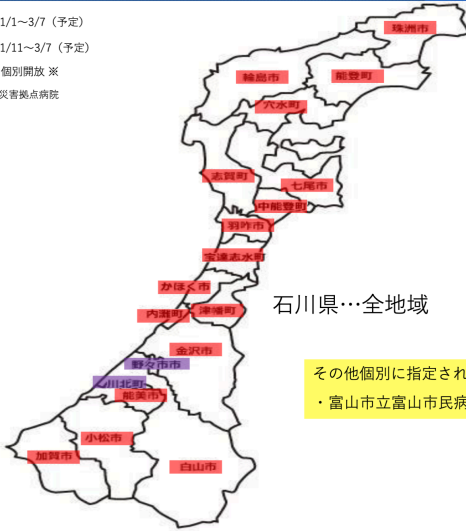 1/1～3/7（予定）
1/11～3/7（予定）
個別開放 ※
災害拠点病院
珠洲市
輪島市
能登町
穴水町
志賀町
七尾市
中能登町
羽咋市
宝達志水町
かほく市
内灘町
津幡町
石川県…全地域
金沢市
野々市市
川北町
能美市
その他個別に指定され
・富山市立富山市民病
小松市
加賀市
白山市